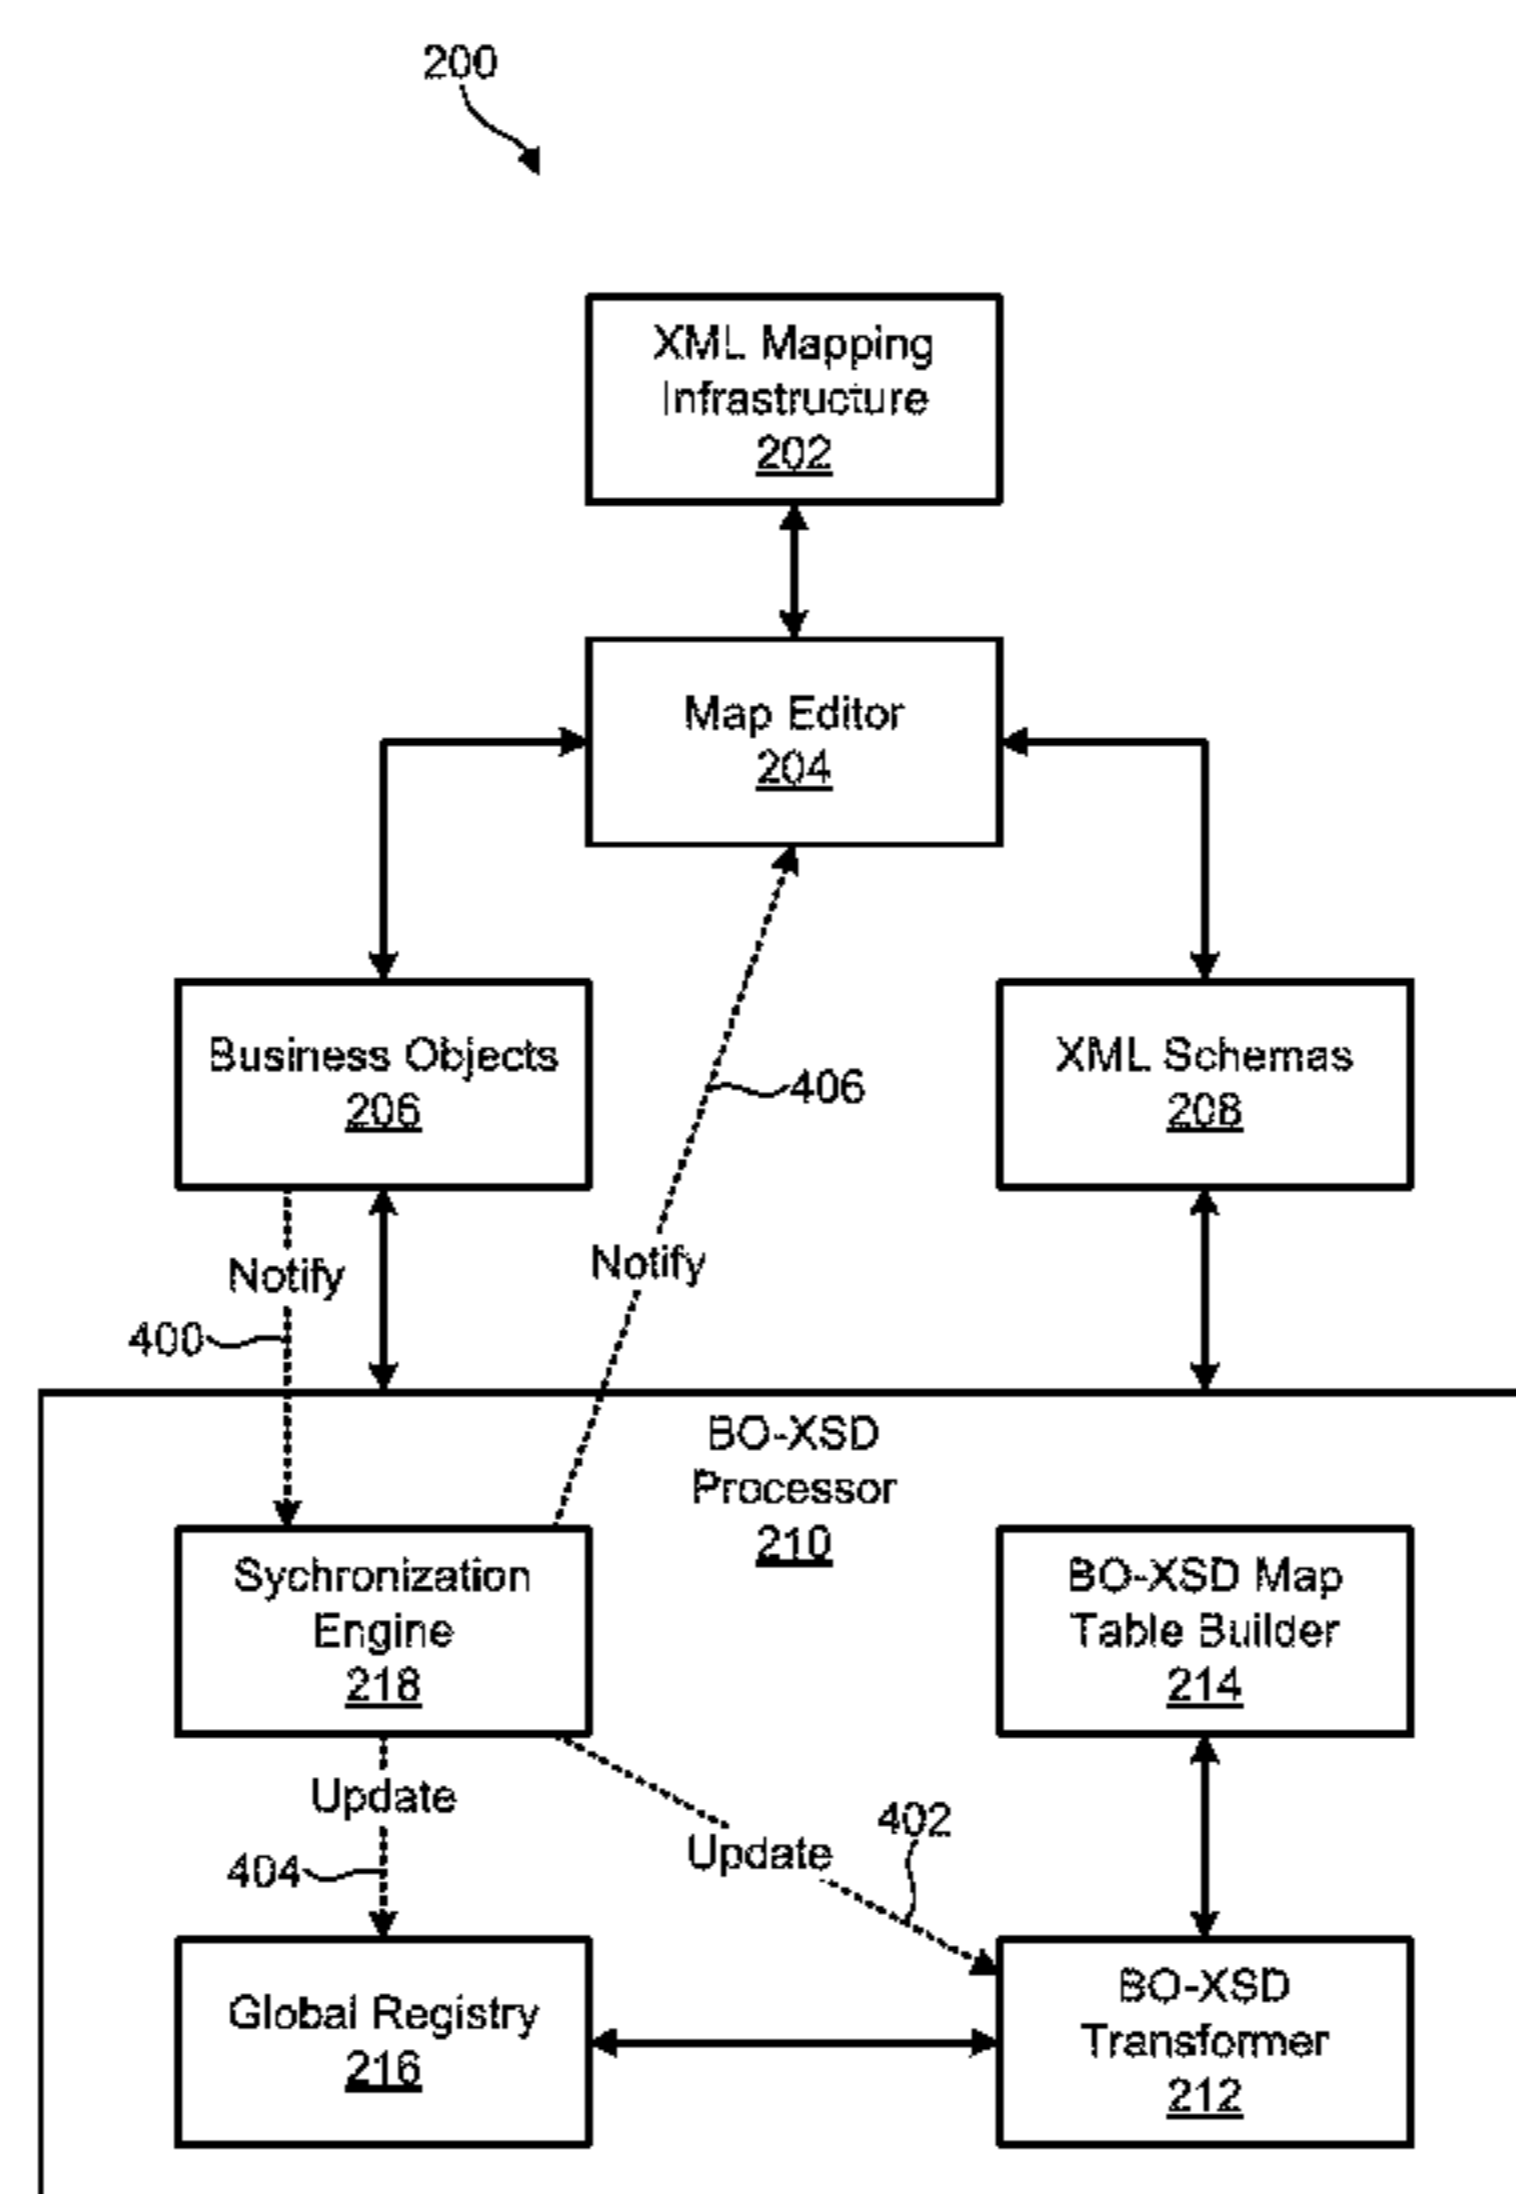 200
XML Mapping
Infrastructure
202
Map Editor
204
Business Objects
206
XML Schemas
208
406
Notify
Notify
400
BO-XSD
Processor
210
Sychronization
Engine
218
BO-XSD Map
Table Builder
214
Update
404
402
Update
Global Registry
216
BO-XSD
Transformer
212